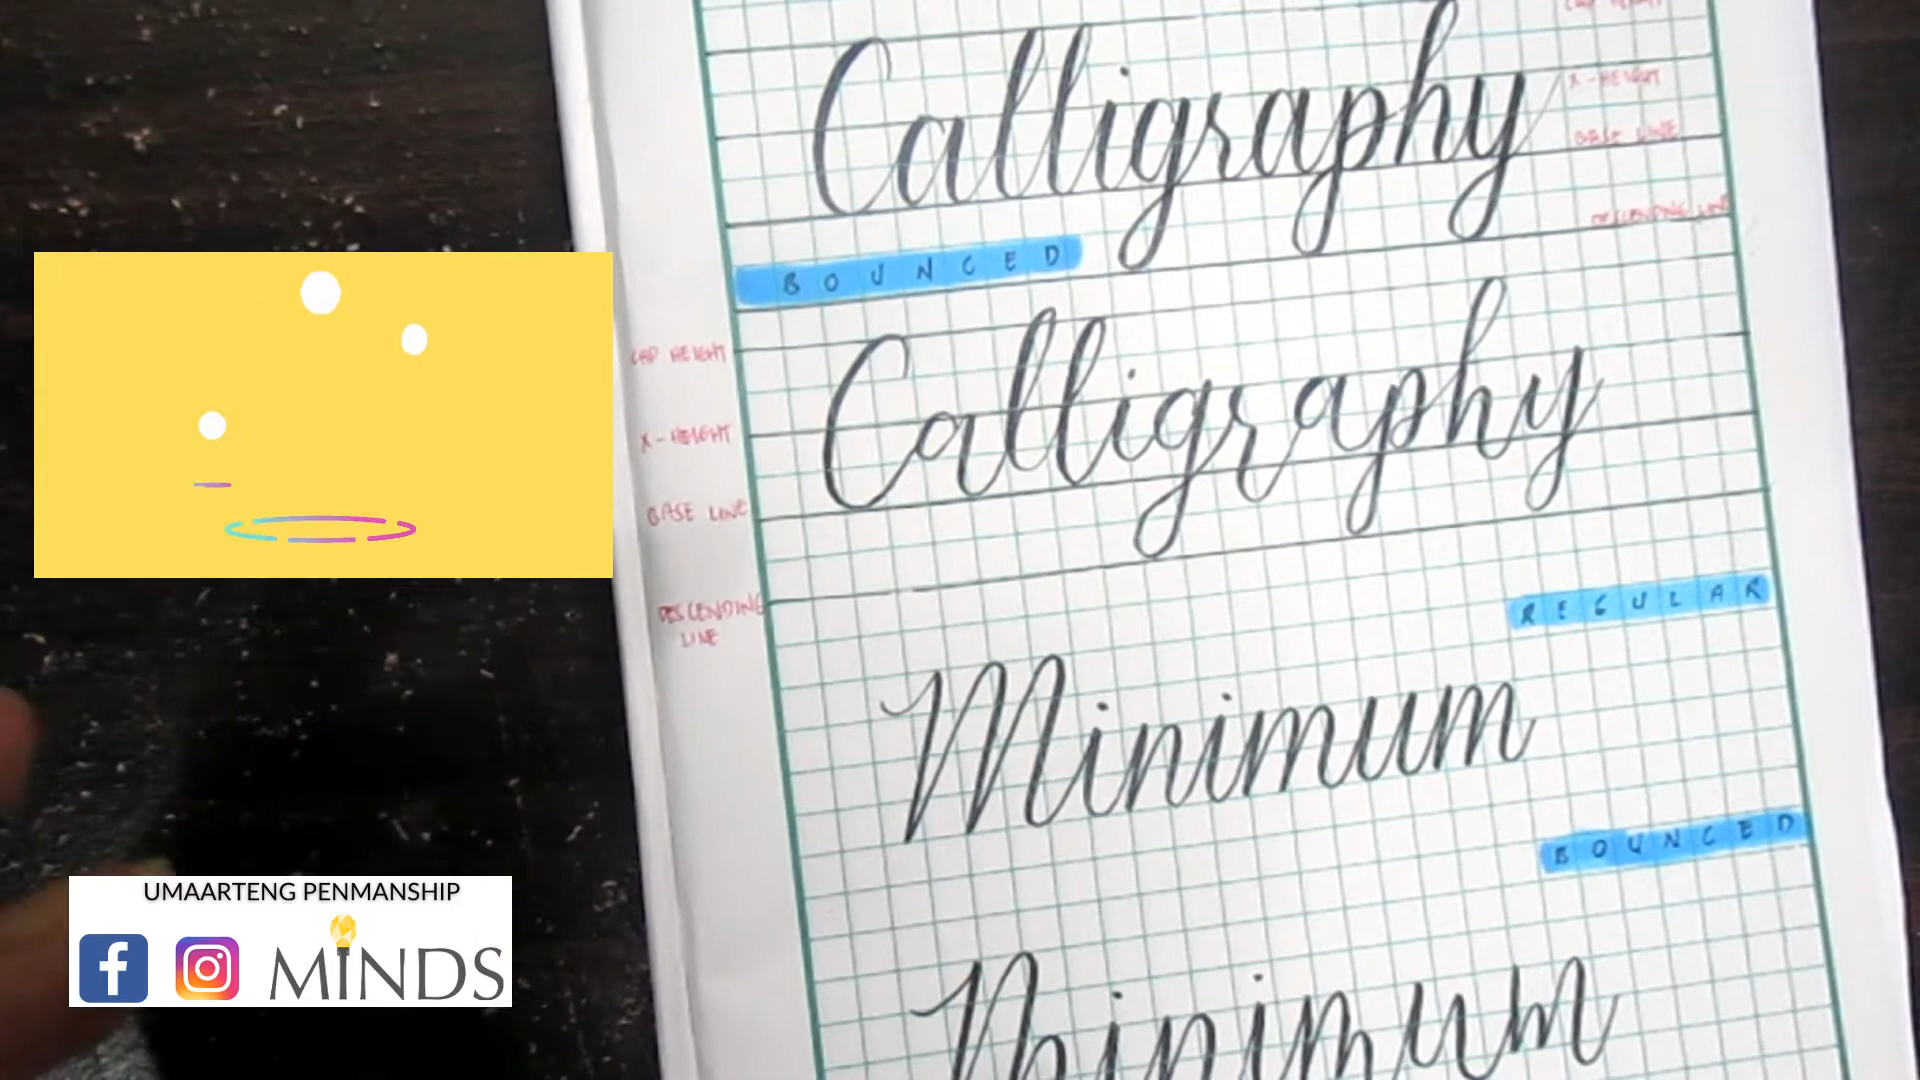 CAP HEIGHT
Calligraphy
X-HEIGHT
BASE LINE
DESCENDING LINE
BOUNCED
CAP HEIGHT
Calligraphy
X-HEIGHT
BASE LINE
DESCENDING
LINE
REGULAR
Minimum
BOUNCED
Minimum
UMAARTENG PENMANSHIP
MINDS